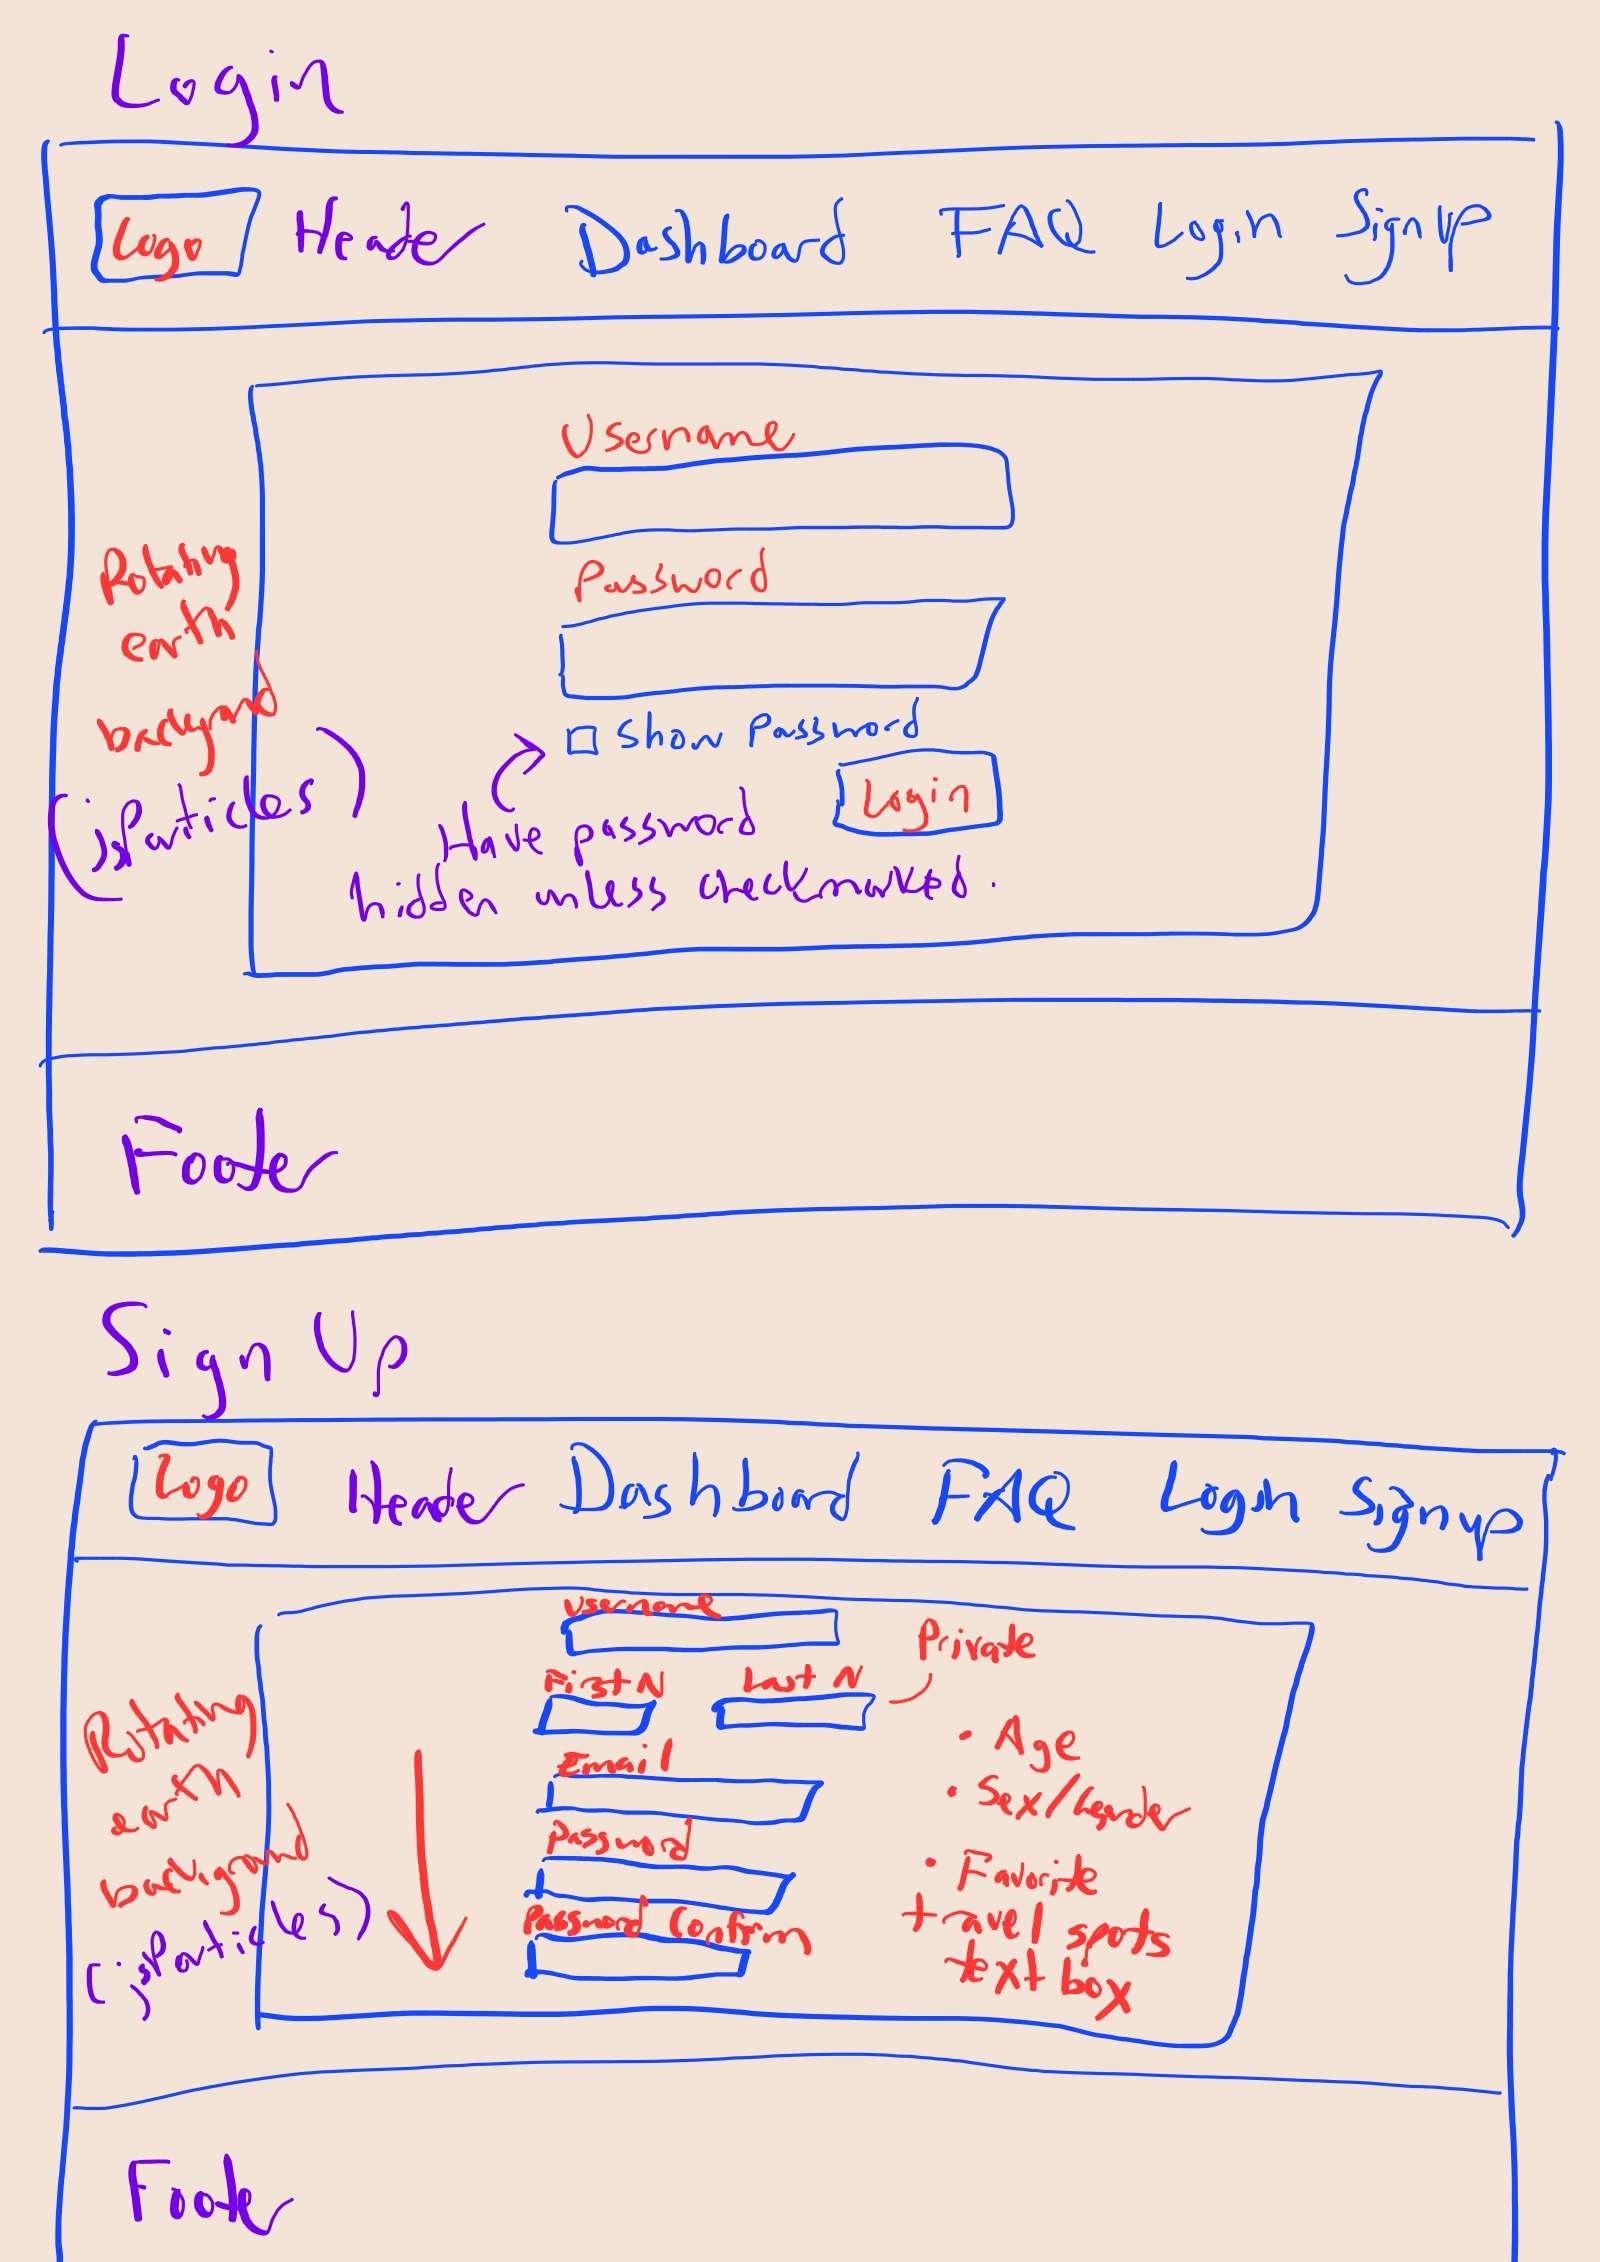 Login
Logo Header Dashboard FAQ Login Signup
Username
Password
Rotating
earth
background
(jsParticles)
Show Password
Login
Have password
hidden unless checkmarked.
Footer
Sign Up
Logo Header Dashboard FAQ Login Signup
Username
Private
First N Last N
Email
Password
Password Confirm
Rotating
earth
background
(jsParticles)
• Age
• Sex/Gender
• Favorite
travel spots
text box
Footer